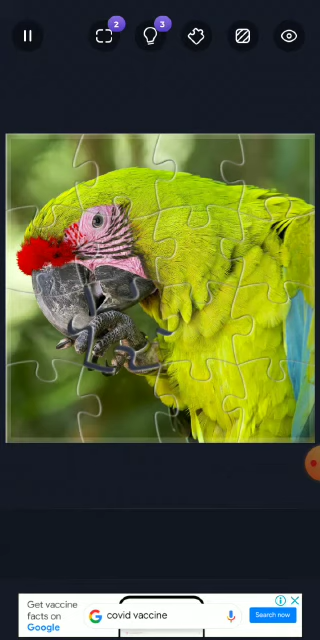 2
3
Get vaccine
facts on
Google
covid vaccine
Search now